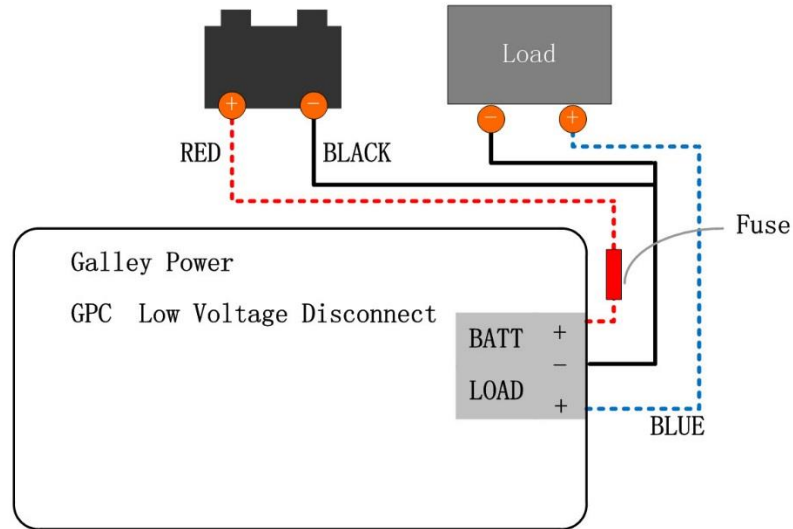 Load
+
−
−
+
RED
BLACK
Fuse
Galley Power
GPC Low Voltage Disconnect
BATT +
−
LOAD
+
BLUE